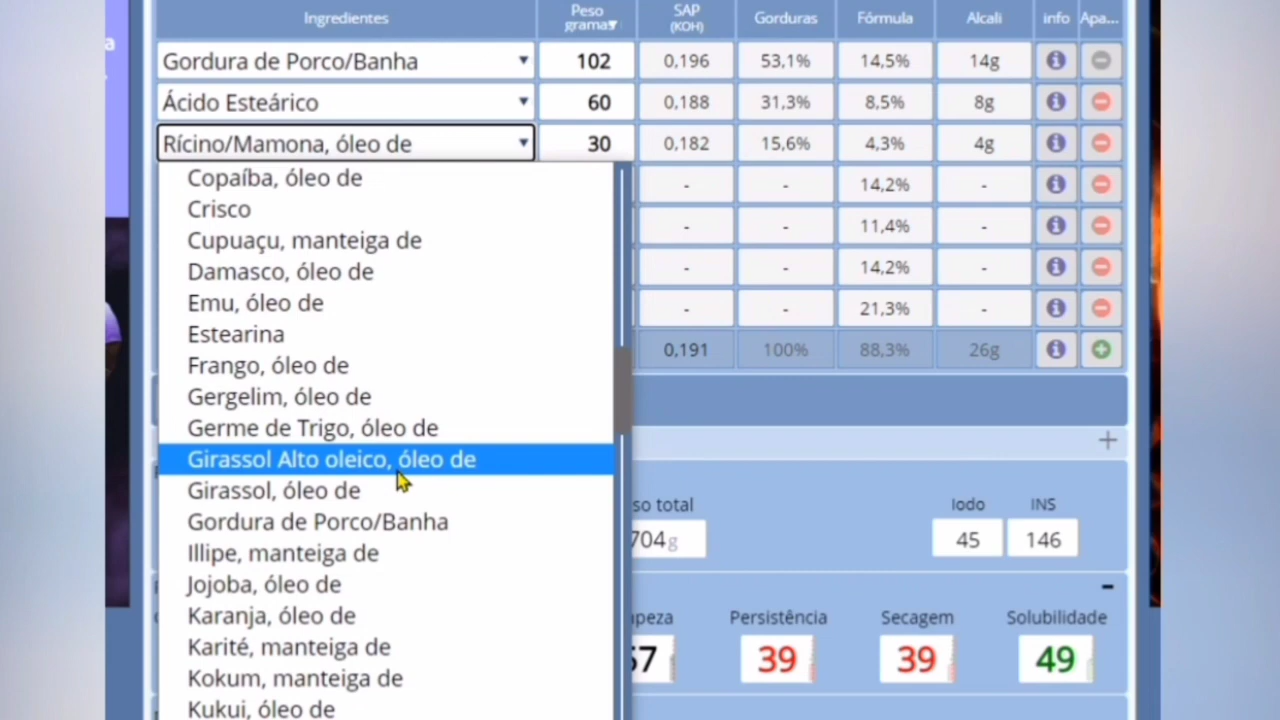 Ingredientes Peso grama▼ SAP (KOH) Gorduras Fórmula Alcali info Apa...
Gordura de Porco/Banha 102 0,196 53,1% 14,5% 14g
Ácido Esteárico 60 0,188 31,3% 8,5% 8g
Rícino/Mamona, óleo de 30 0,182 15,6% 4,3% 4g
- - 14,2% -
- - 11,4% -
- - 14,2% -
- - 21,3% -
0,191 100% 88,3% 26g
Copaíba, óleo de
Crisco
Cupuaçu, manteiga de
Damasco, óleo de
Emu, óleo de
Estearina
Frango, óleo de
Gergelim, óleo de
Germe de Trigo, óleo de
Girassol Alto oleico, óleo de
Girassol, óleo de
Gordura de Porco/Banha
Illipe, manteiga de
Jojoba, óleo de
Karanja, óleo de
Karité, manteiga de
Kokum, manteiga de
Kukui, óleo de
so total Iodo INS
704g 45 146
peza Persistência Secagem Solubilidade
57 39 39 49